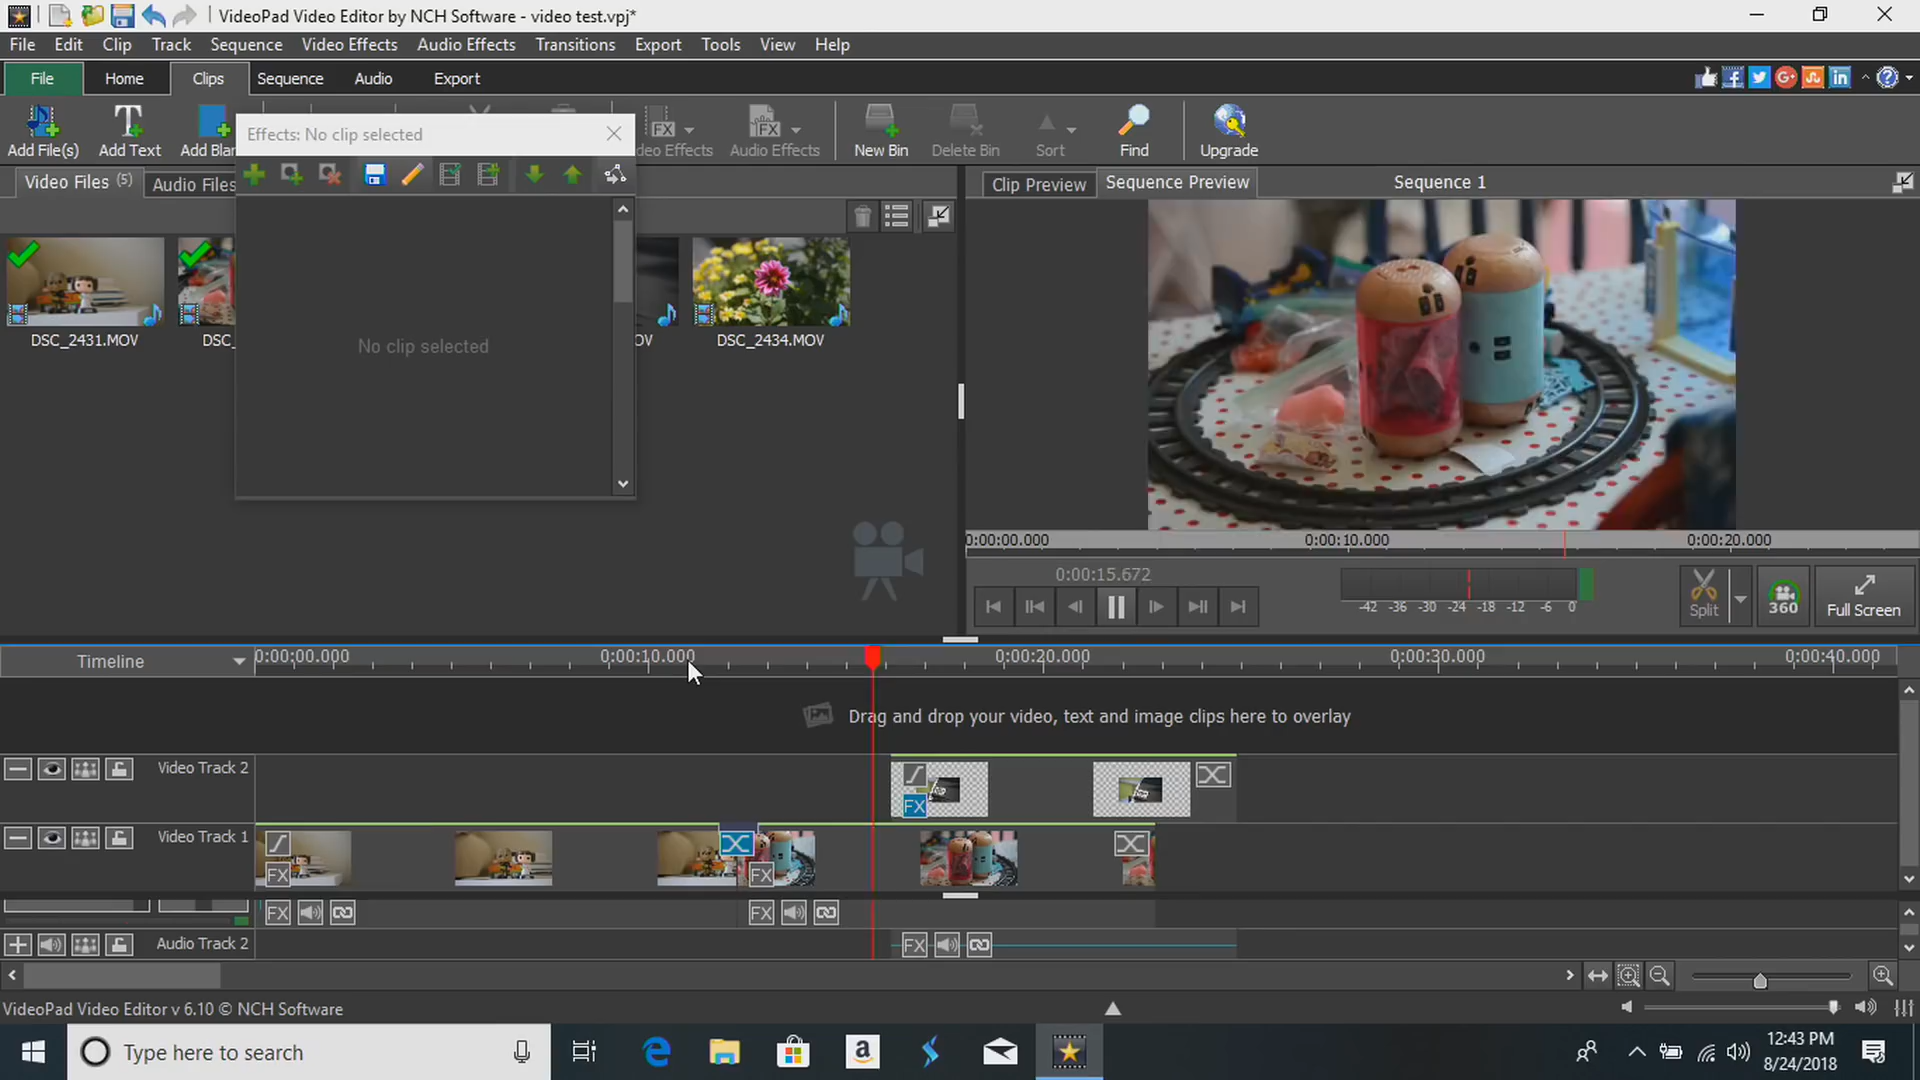 VideoPad Video Editor by NCH Software - video test.vpj*
File Edit Clip Track Sequence Video Effects Audio Effects Transitions Export Tools View Help
File Home Clips Sequence Audio Export
Add File(s) Add Text Add Blan
Effects: No clip selected
deo Effects Audio Effects New Bin Delete Bin Sort Find Upgrade
Video Files (5) Audio Files
Clip Preview Sequence Preview Sequence 1
No clip selected
DSC_2431.MOV DSC_ OV DSC_2434.MOV
0:00:00.000 0:00:10.000 0:00:20.000
0:00:15.672
-42 -36 -30 -24 -18 -12 -6 0
Split 360 Full Screen
Timeline 0:00:00.000 0:00:10.000 0:00:20.000 0:00:30.000 0:00:40.000
Drag and drop your video, text and image clips here to overlay
Video Track 2
FX
Video Track 1
FX FX
FX FX
Audio Track 2 FX
VideoPad Video Editor v 6.10 © NCH Software
Type here to search
12:43 PM
8/24/2018